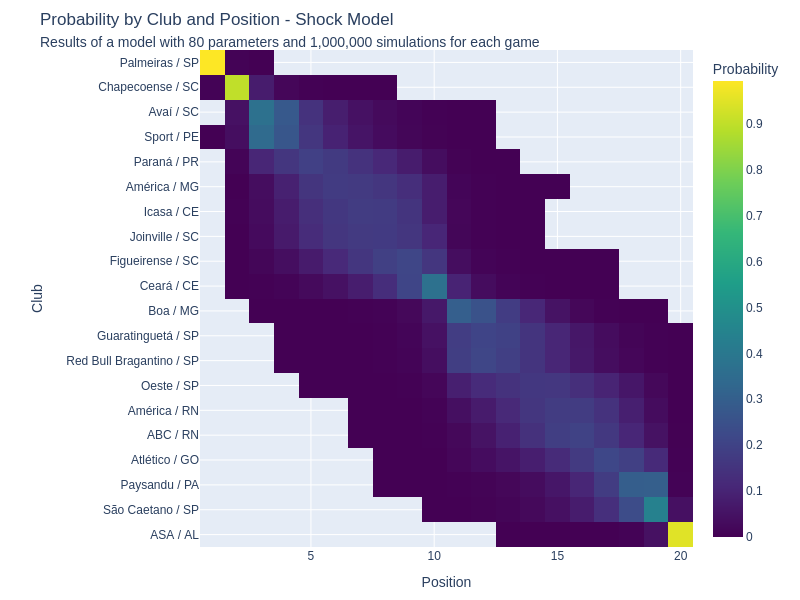 Probability by Club and Position - Shock Model
Results of a model with 80 parameters and 1,000,000 simulations for each game
Probability
Club
Palmeiras / SP
Chapecoense / SC
Avaí / SC
Sport / PE
Paraná / PR
América / MG
Icasa / CE
Joinville / SC
Figueirense / SC
Ceará / CE
Boa / MG
Guaratinguetá / SP
Red Bull Bragantino / SP
Oeste / SP
América / RN
ABC / RN
Atlético / GO
Paysandu / PA
São Caetano / SP
ASA / AL
0.9
0.8
0.7
0.6
0.5
0.4
0.3
0.2
0.1
0
5
10
15
20
Position